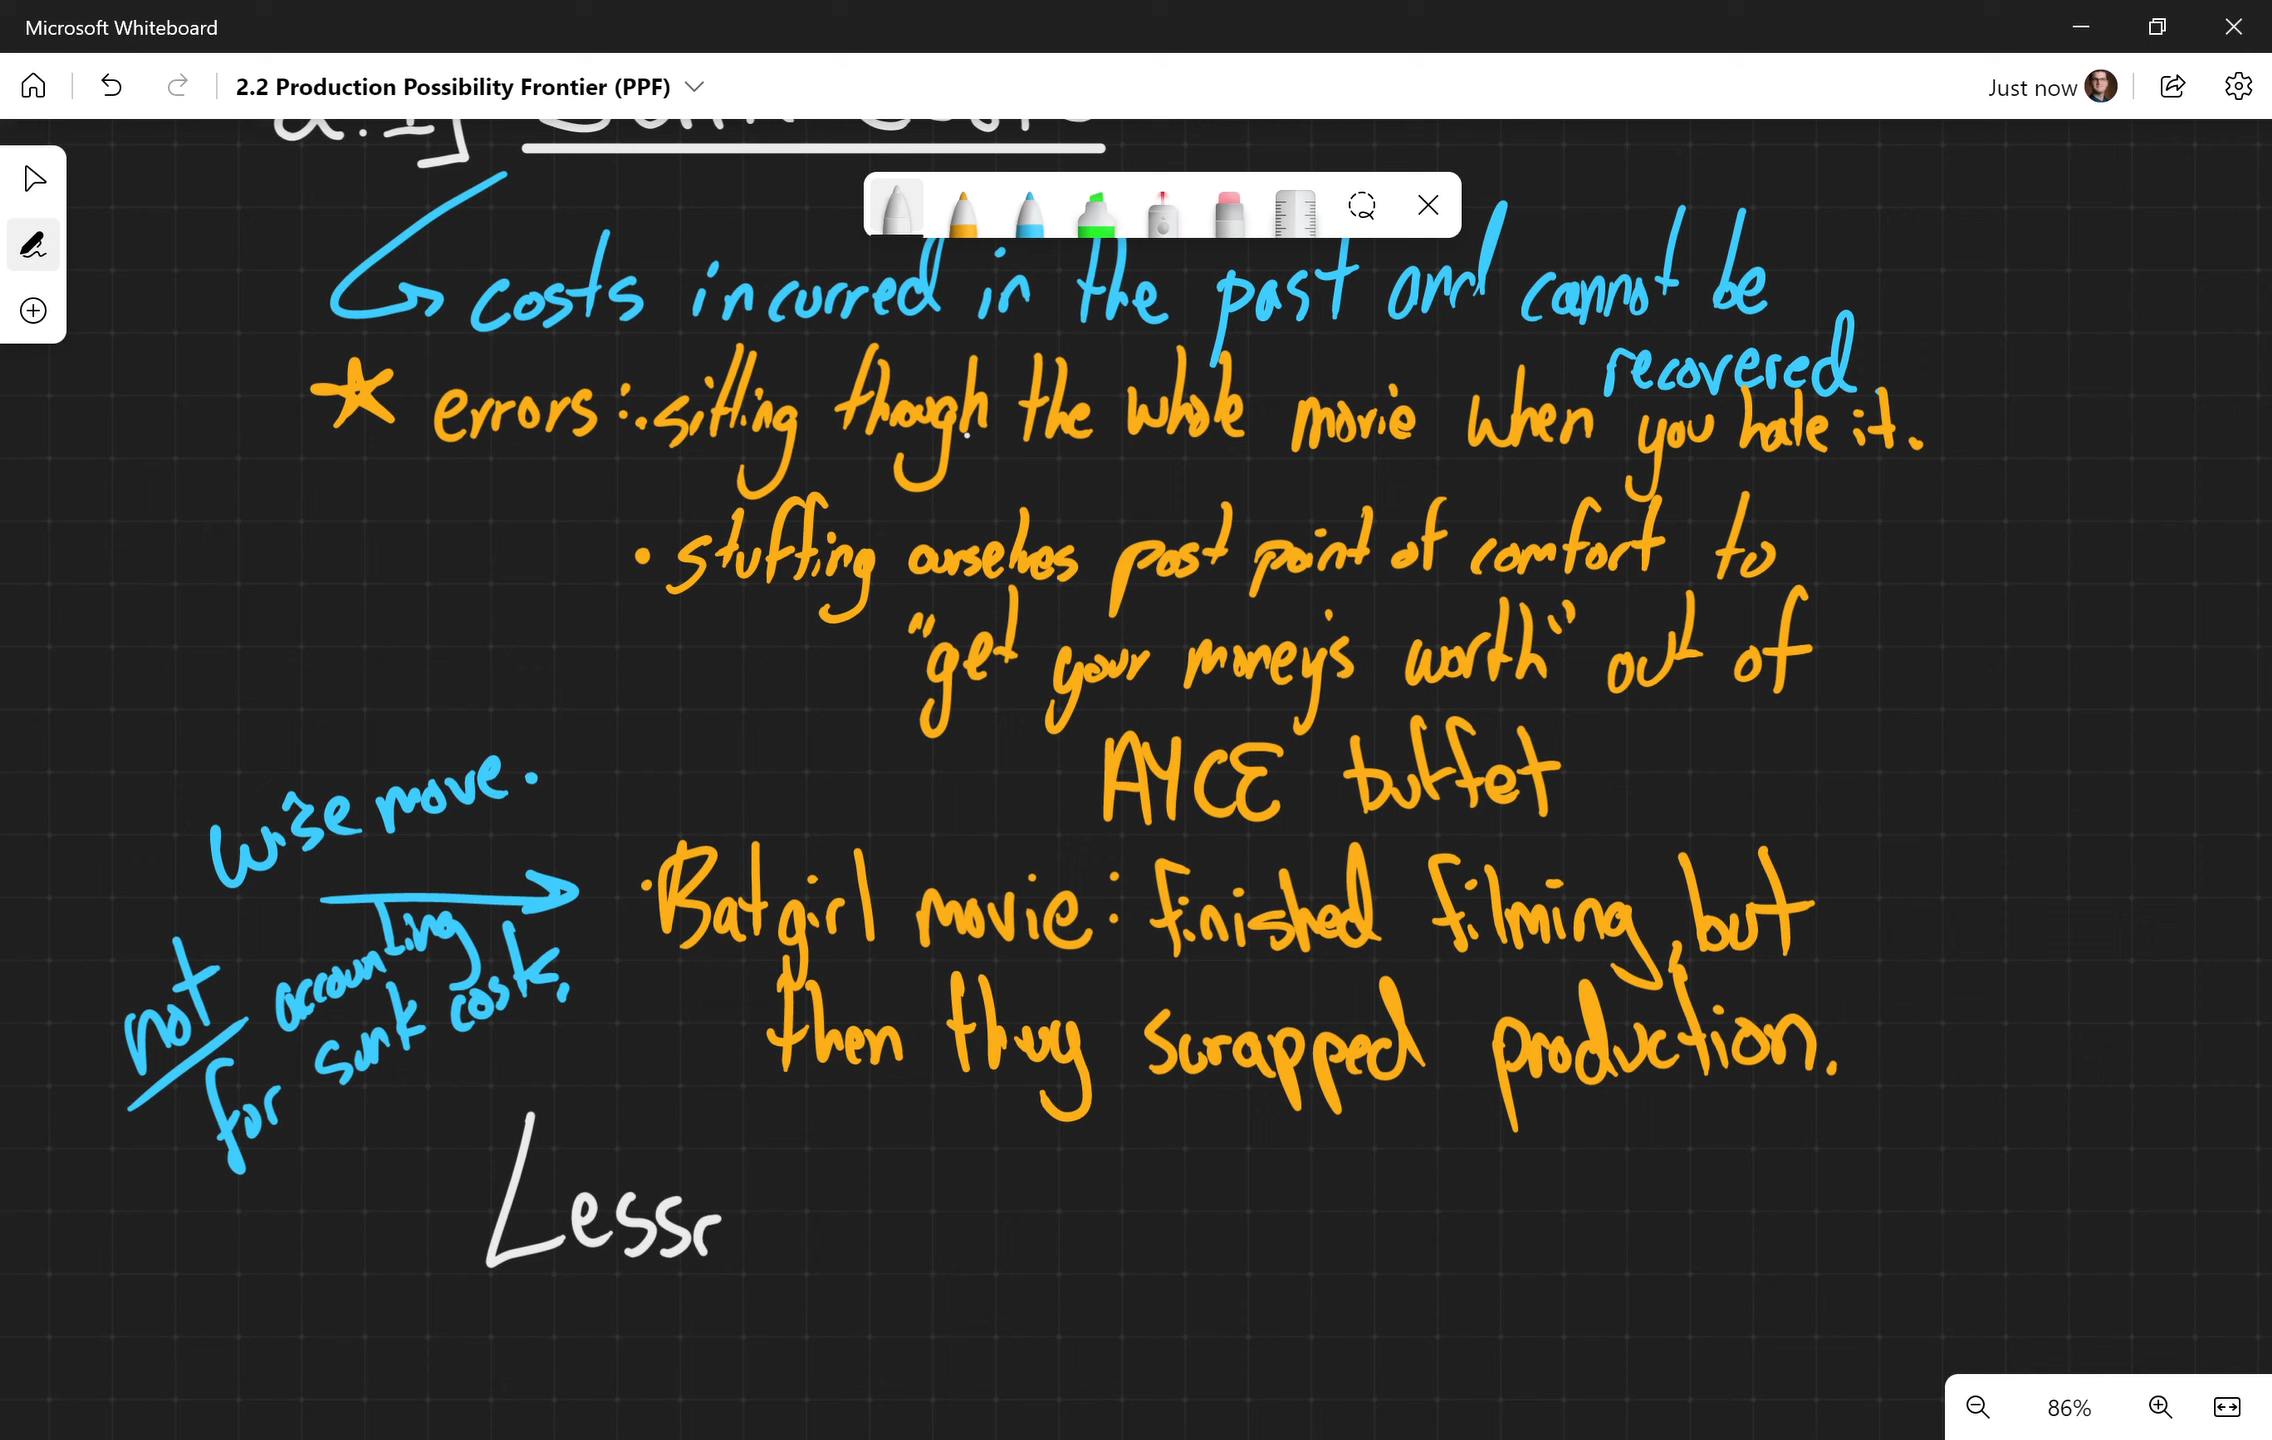 Microsoft Whiteboard
2.2 Production Possibility Frontier (PPF)
Just now
costs incurred in the past and cannot be
recovered
errors: • sitting though the whole movie when you hate it.
• stuffing ourselves past point of comfort to
"get your money's worth" out of
AYCE buffet
wise move.
• Batgirl movie: finished filming, but
then they scrapped production.
not accounting
for sunk costs.
Less
86%